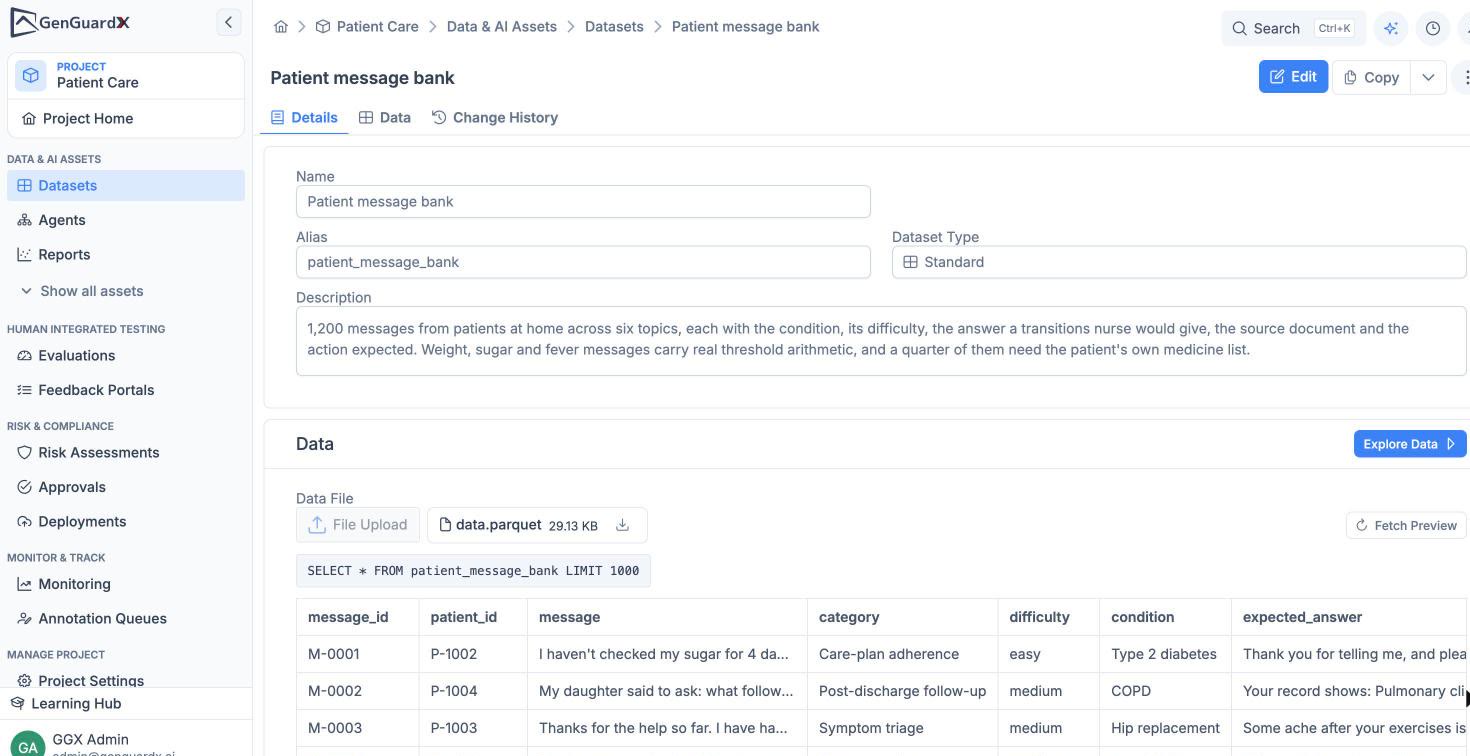 GenGuardX
PROJECT
Patient Care
Project Home
DATA & AI ASSETS
Datasets
Agents
Reports
Show all assets
HUMAN INTEGRATED TESTING
Evaluations
Feedback Portals
RISK & COMPLIANCE
Risk Assessments
Approvals
Deployments
MONITOR & TRACK
Monitoring
Annotation Queues
MANAGE PROJECT
Project Settings
Learning Hub
GA
GGX Admin
admin@genguardx.ai
Patient Care Data & AI Assets Datasets Patient message bank
Search Ctrl+K
Patient message bank
Edit Copy
Details Data Change History
Name
Patient message bank
Alias Dataset Type
patient_message_bank Standard
Description
1,200 messages from patients at home across six topics, each with the condition, its difficulty, the answer a transitions nurse would give, the source document and the
action expected. Weight, sugar and fever messages carry real threshold arithmetic, and a quarter of them need the patient's own medicine list.
Data Explore Data
Data File
File Upload data.parquet 29.13 KB Fetch Preview
SELECT * FROM patient_message_bank LIMIT 1000
message_id patient_id message category difficulty condition expected_answer
M-0001 P-1002 I haven't checked my sugar for 4 da... Care-plan adherence easy Type 2 diabetes Thank you for telling me, and plea
M-0002 P-1004 My daughter said to ask: what follow... Post-discharge follow-up medium COPD Your record shows: Pulmonary cli
M-0003 P-1003 Thanks for the help so far. I have ha... Symptom triage medium Hip replacement Some ache after your exercises is